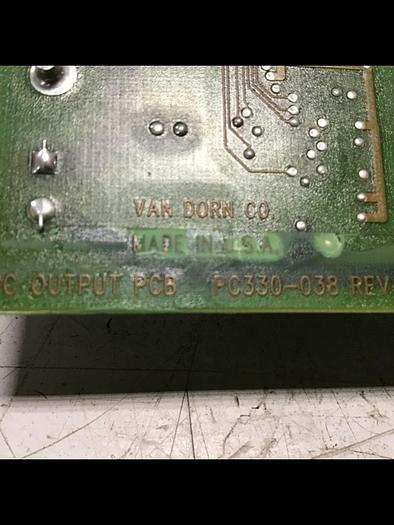 VAN DORN CO.
MADE IN U.S.A.
C OUTPUT PCB PC330-038 REV